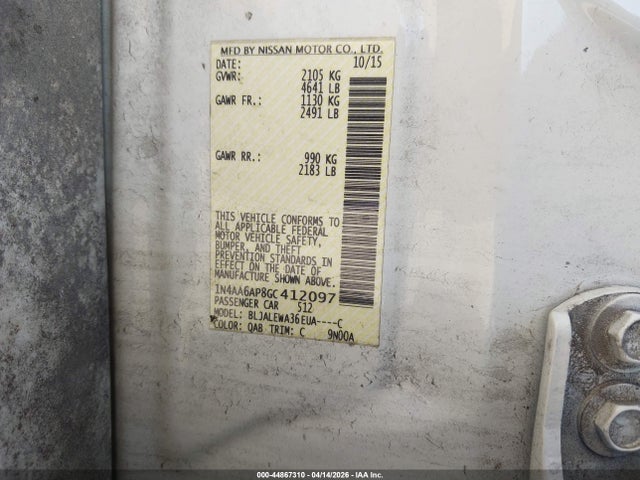 MFD BY NISSAN MOTOR CO., LTD.
DATE: 10/15
GVWR: 2105 KG
4641 LB
GAWR FR.: 1130 KG
2491 LB
GAWR RR.: 990 KG
2183 LB
THIS VEHICLE CONFORMS TO
ALL APPLICABLE FEDERAL
MOTOR VEHICLE SAFETY,
BUMPER, AND THEFT
PREVENTION STANDARDS IN
EFFECT ON THE DATE OF
MANUFACTURE SHOWN ABOVE.
1N4AA6AP8GC412097
PASSENGER CAR 512
MODEL: BLJALEWA36EUA----C
COLOR: QAB TRIM: C 9N00A
000-44867310 | 04/14/2026 | IAA Inc.